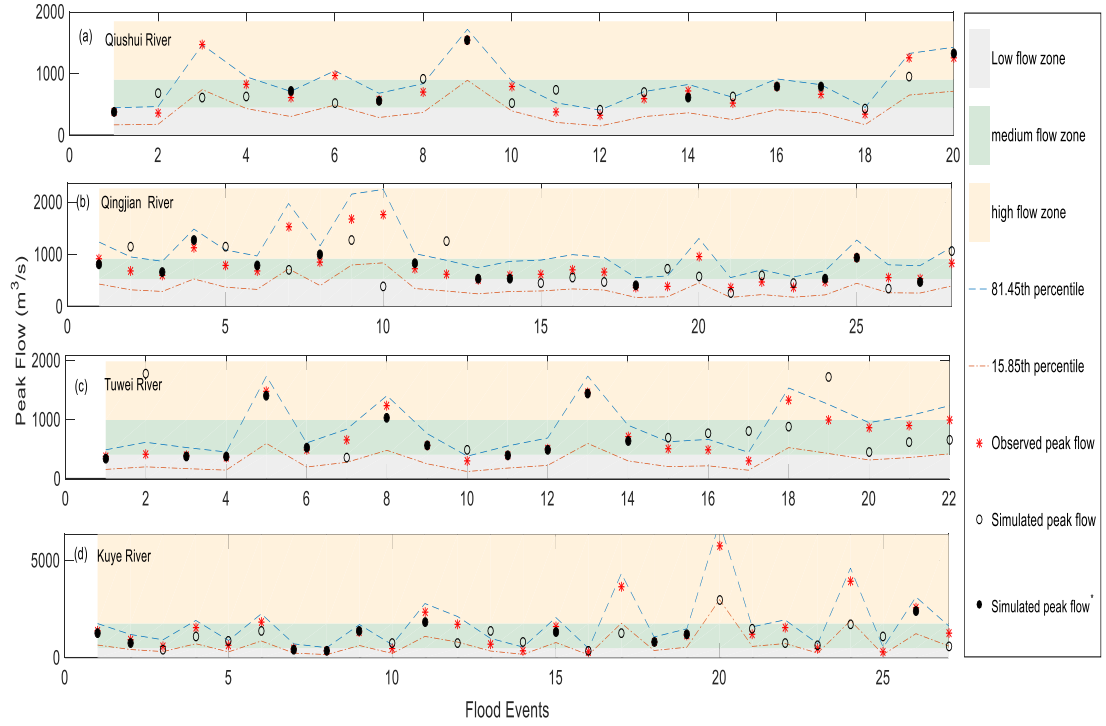 2000
(a)
Qiushui River
1000
0
0 2 4 6 8 10 12 14 16 18 20
2000
(b)
Qingjian  River
1000
0
0 5 10 15 20 25
2000
(c)
Tuwei River
1000
0
0 2 4 6 8 10 12 14 16 18 20 22
(d)
Kuye River
5000
0
0 5 10 15 20 25
Peak Flow (m³/s)
Flood Events
Low flow zone
medium flow zone
high flow zone
81.45th percentile
15.85th percentile
Observed peak flow
Simulated peak flow
Simulated peak flow*